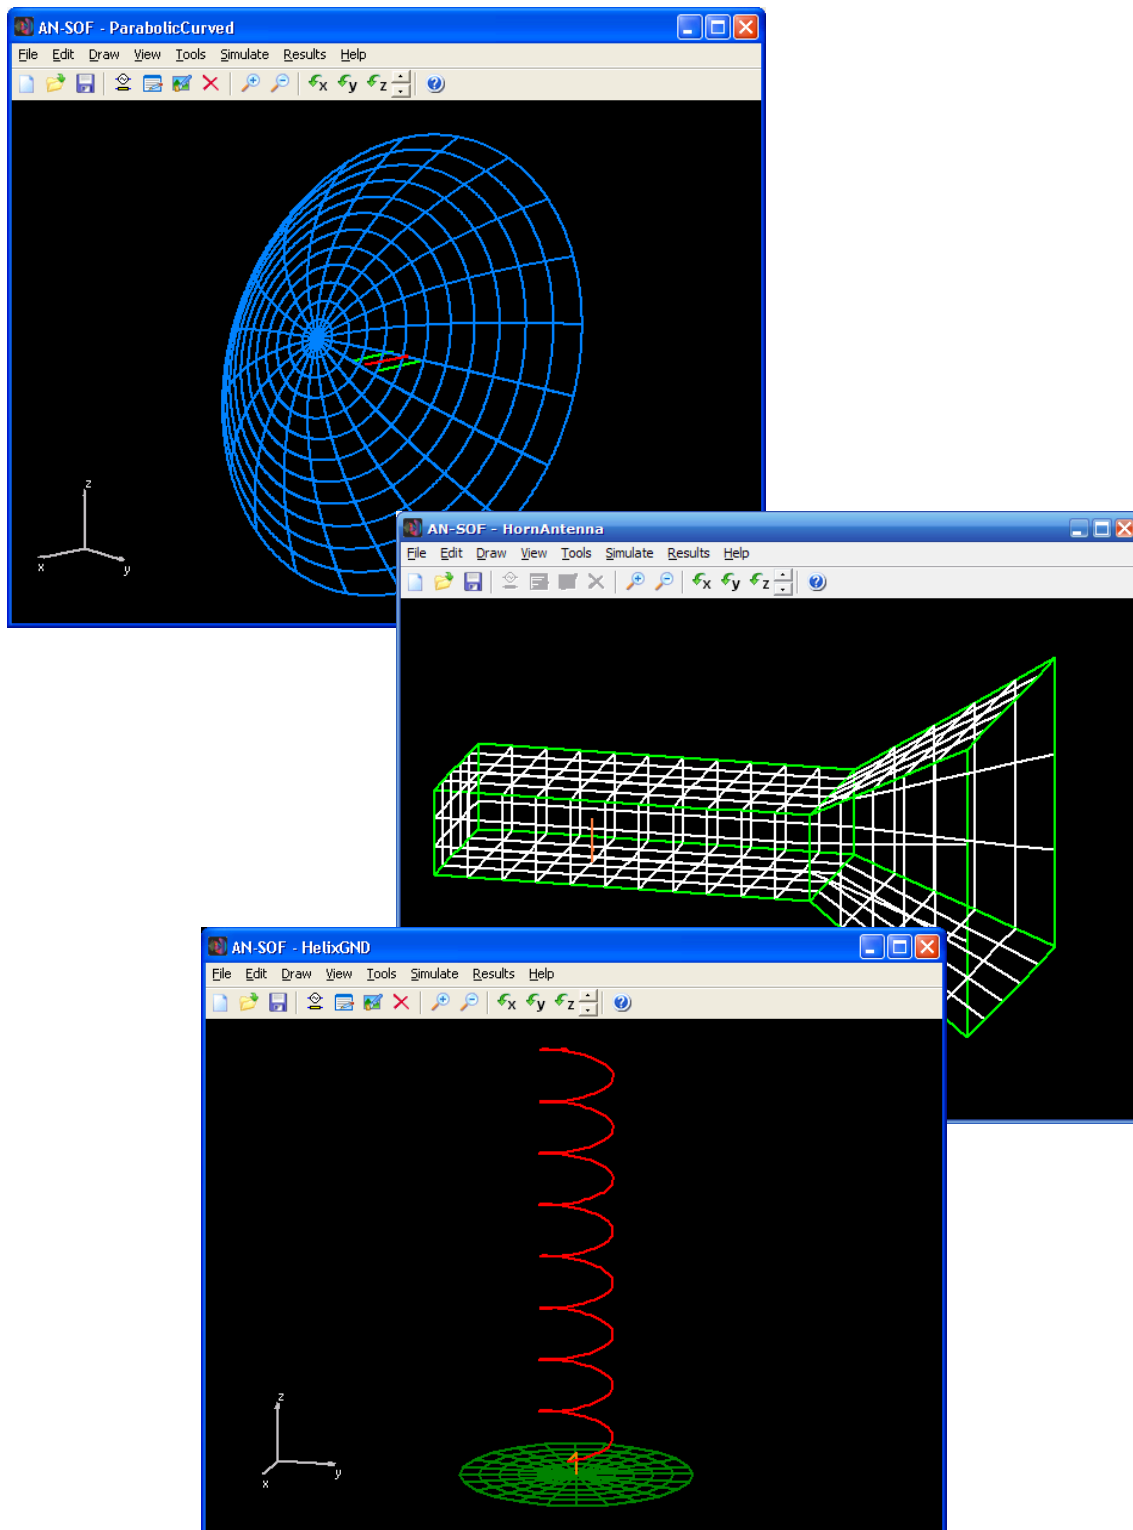 AN-SOF - ParabolicCurved
File Edit Draw View Tools Simulate Results Help
x y z
z
x
y
AN-SOF - HornAntenna
File Edit Draw View Tools Simulate Results Help
x y z
AN-SOF - HelixGND
File Edit Draw View Tools Simulate Results Help
x y z
z
y
x